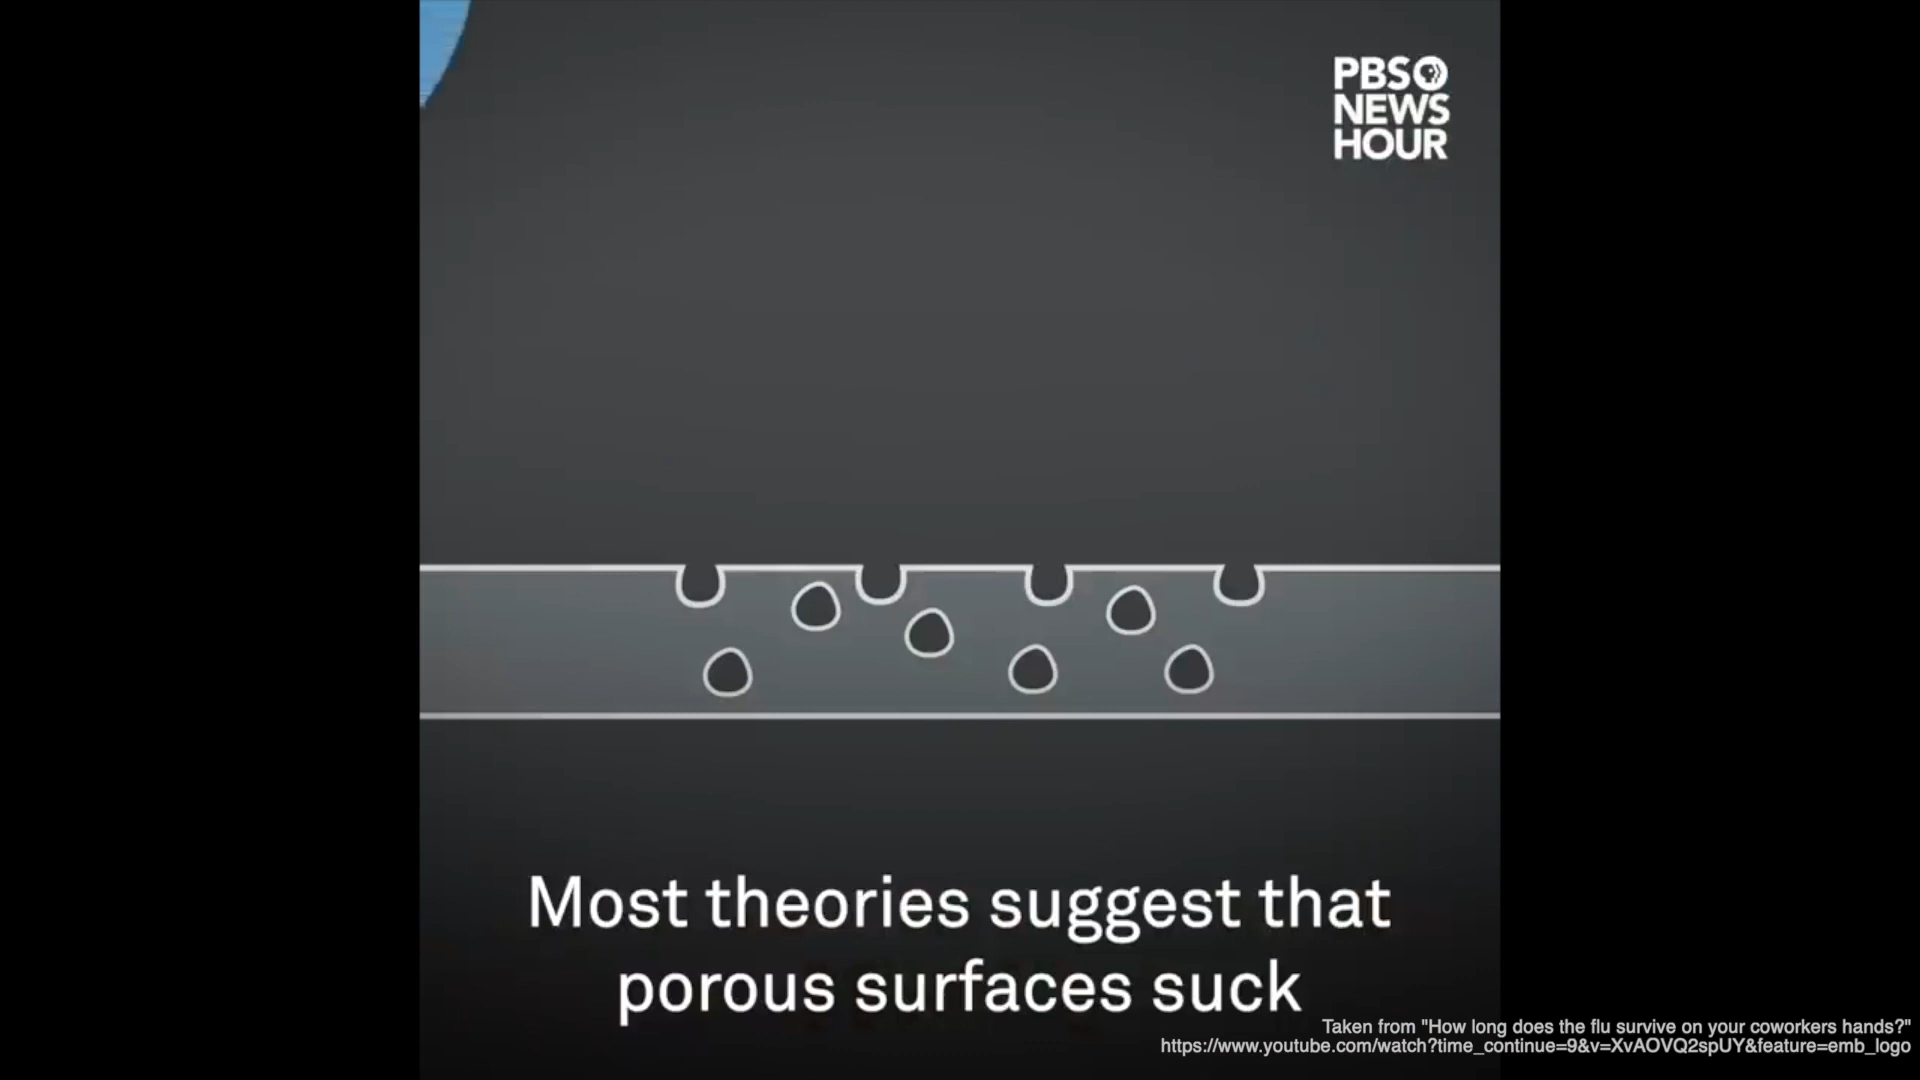 PBS
NEWS
HOUR
Most theories suggest that
porous surfaces suck
Taken from "How long does the flu survive on your coworkers hands?"
https://www.youtube.com/watch?time_continue=9&v=XvAOVQ2spUY&feature=emb_logo